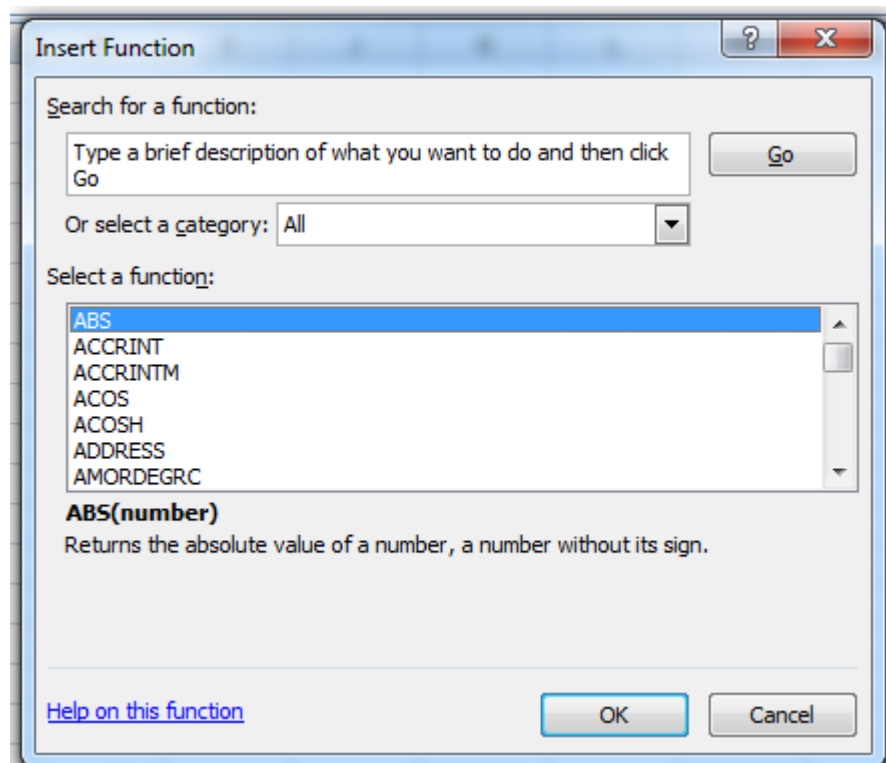 Insert Function
Search for a function:
Type a brief description of what you want to do and then click
Go
Go
Or select a category: All
Select a function:
ABS
ACCRINT
ACCRINTM
ACOS
ACOSH
ADDRESS
AMORDEGRC
ABS(number)
Returns the absolute value of a number, a number without its sign.
Help on this function
OK
Cancel